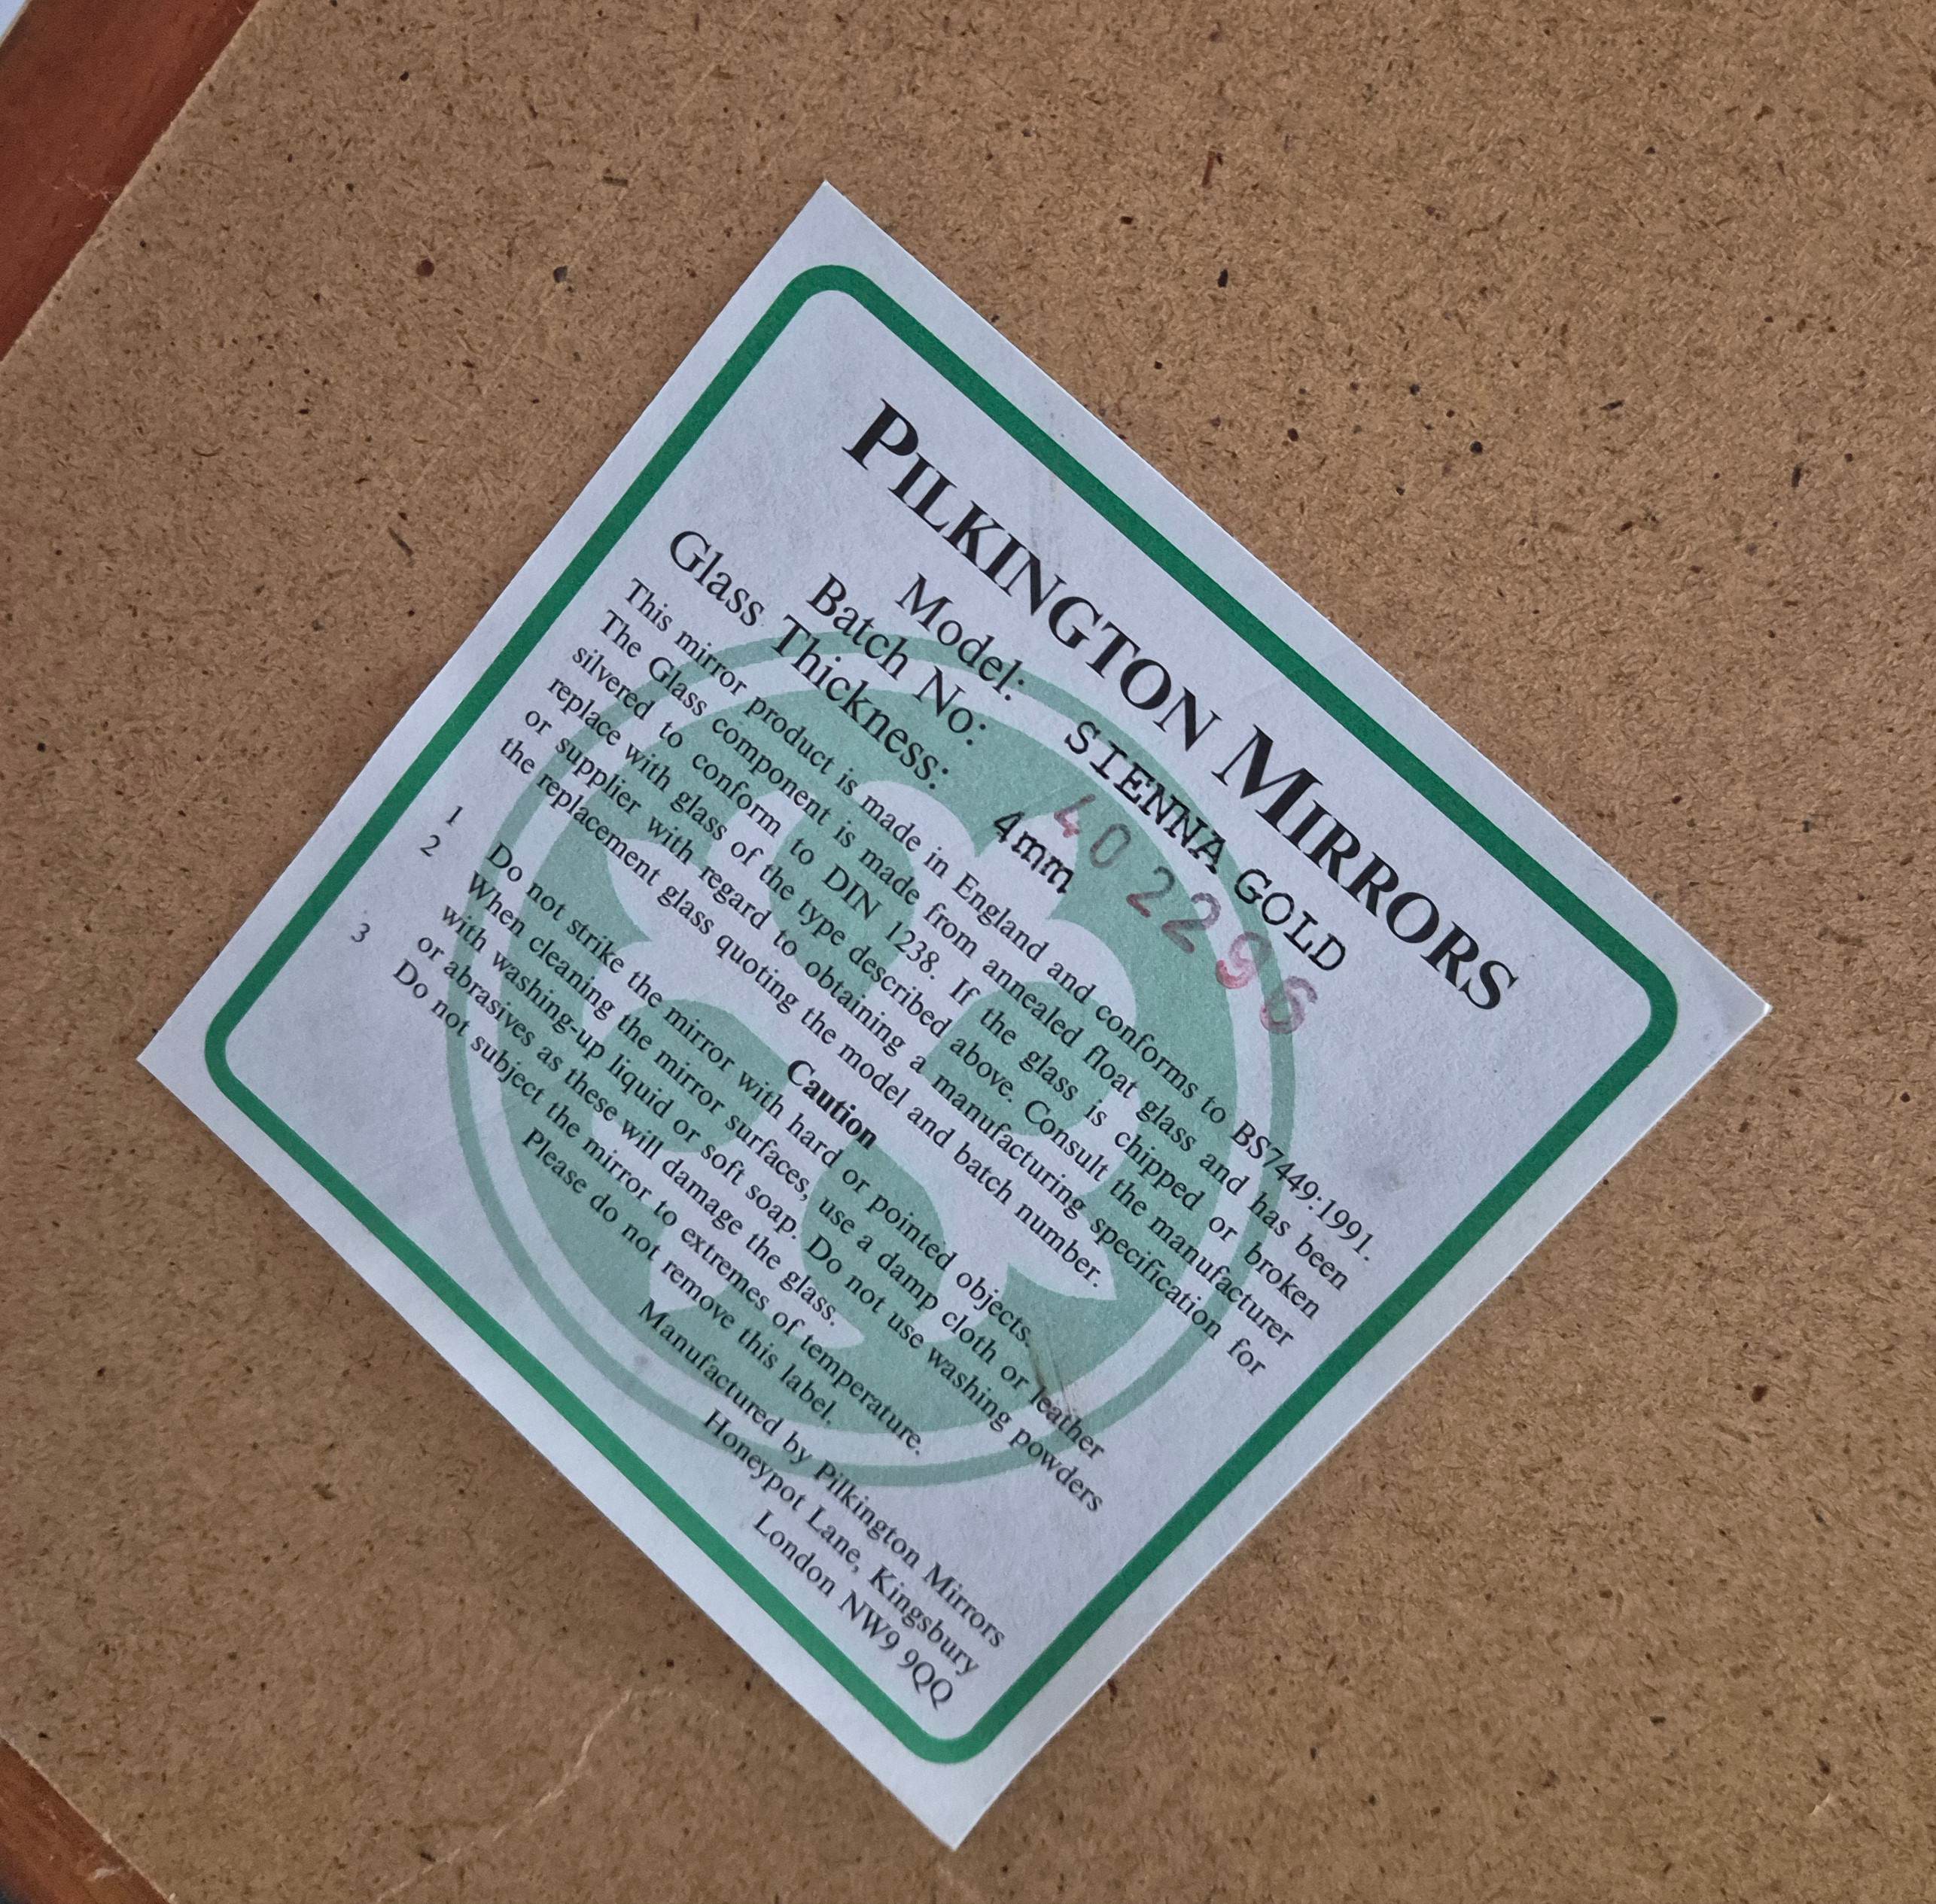 PILKINGTON MIRRORS
Model: SIENNA GOLD
Batch No: 402296
Glass Thickness: 4mm
This mirror product is made in England and conforms to BS7449:1991.
The Glass component is made from annealed float glass and has been
silvered to conform to DIN 1238. If the glass is chipped or broken
replace with glass of the type described above. Consult the manufacturer
or supplier with regard to obtaining a manufacturing specification for
the replacement glass quoting the model and batch number.
Caution
1 Do not strike the mirror with hard or pointed objects.
2 When cleaning the mirror surfaces, use a damp cloth or leather
with washing-up liquid or soft soap. Do not use washing powders
or abrasives as these will damage the glass.
3 Do not subject the mirror to extremes of temperature.
Please do not remove this label.
Manufactured by Pilkington Mirrors
Honeypot Lane, Kingsbury
London NW9 9QQ